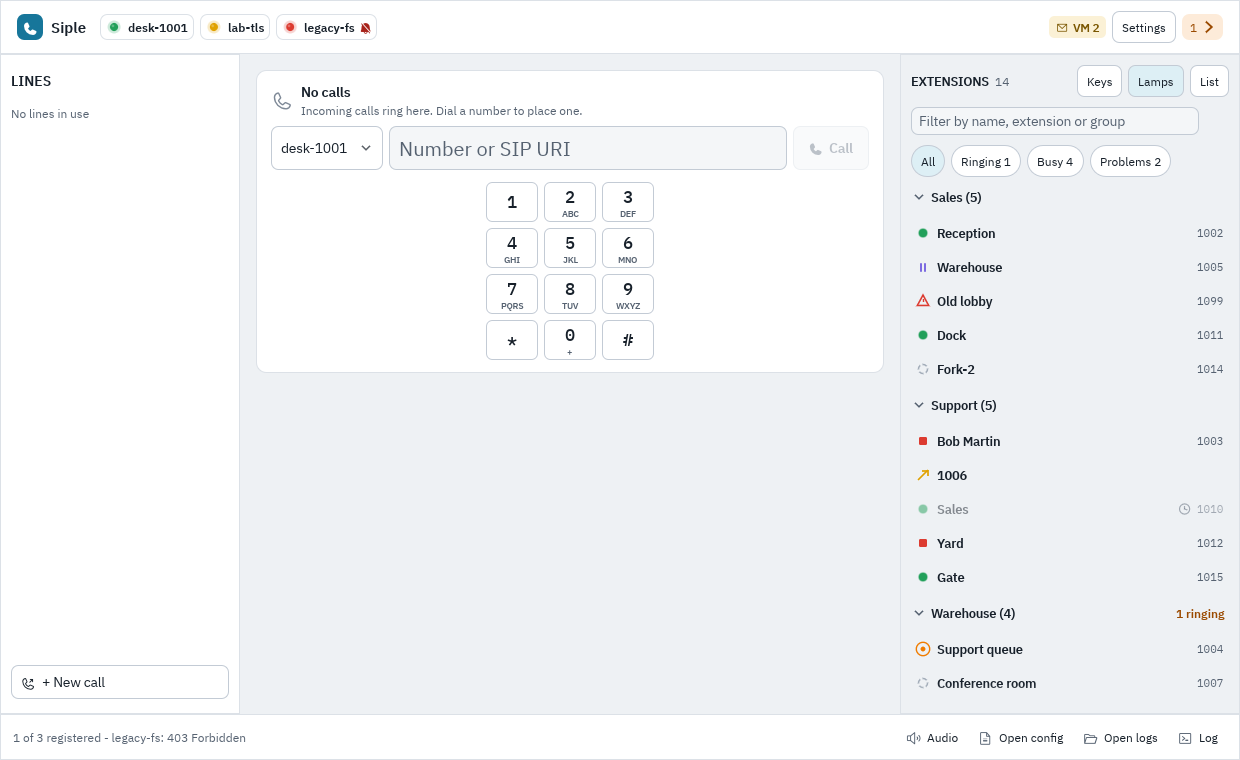 Siple
desk-1001
lab-tls
legacy-fs
VM 2
Settings
1
LINES
No lines in use
+ New call
No calls
Incoming calls ring here. Dial a number to place one.
desk-1001
Number or SIP URI
Call
1
2
ABC
3
DEF
4
GHI
5
JKL
6
MNO
7
PQRS
8
TUV
9
WXYZ
*
0
+
#
EXTENSIONS 14
Keys
Lamps
List
Filter by name, extension or group
All
Ringing 1
Busy 4
Problems 2
Sales (5)
Reception 1002
Warehouse 1005
Old lobby 1099
Dock 1011
Fork-2 1014
Support (5)
Bob Martin 1003
1006
Sales 1010
Yard 1012
Gate 1015
Warehouse (4) 1 ringing
Support queue 1004
Conference room 1007
1 of 3 registered - legacy-fs: 403 Forbidden
Audio
Open config
Open logs
Log